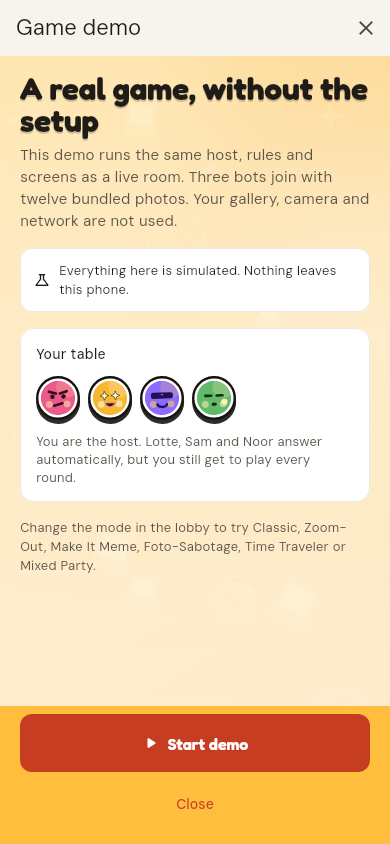 Game demo
A real game, without the
setup
This demo runs the same host, rules and
screens as a live room. Three bots join with
twelve bundled photos. Your gallery, camera and
network are not used.
Everything here is simulated. Nothing leaves
this phone.
Your table
You are the host. Lotte, Sam and Noor answer
automatically, but you still get to play every
round.
Change the mode in the lobby to try Classic, Zoom-
Out, Make It Meme, Foto-Sabotage, Time Traveler or
Mixed Party.
Start demo
Close